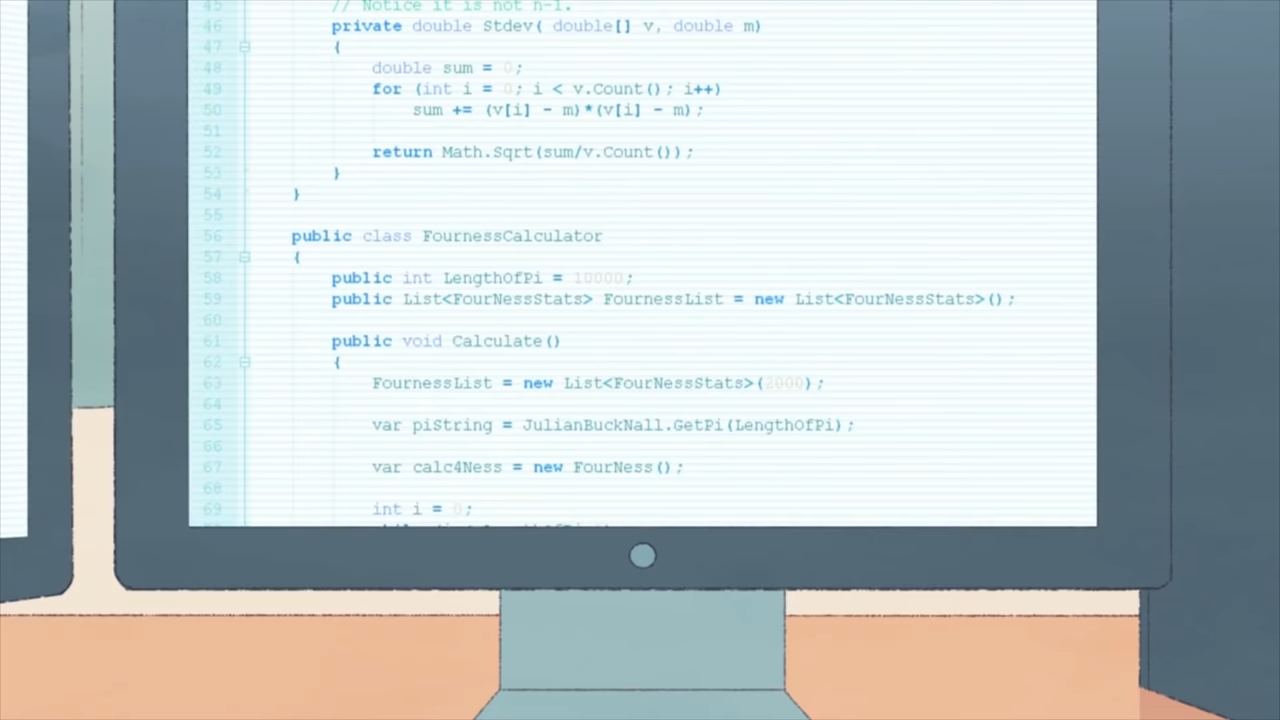 45 // Notice it is not n-1.
46 private double Stdev( double[] v, double m)
47 {
48 double sum = 0;
49 for (int i = 0; i < v.Count(); i++)
50 sum += (v[i] - m)*(v[i] - m);
51
52 return Math.Sqrt(sum/v.Count());
53 }
54 }
55
56 public class FournessCalculator
57 {
58 public int LengthOfPi = 10000;
59 public List<FourNessStats> FournessList = new List<FourNessStats>();
60
61 public void Calculate()
62 {
63 FournessList = new List<FourNessStats>(2000);
64
65 var piString = JulianBuckNall.GetPi(LengthOfPi);
66
67 var calc4Ness = new FourNess();
68
69 int i = 0;